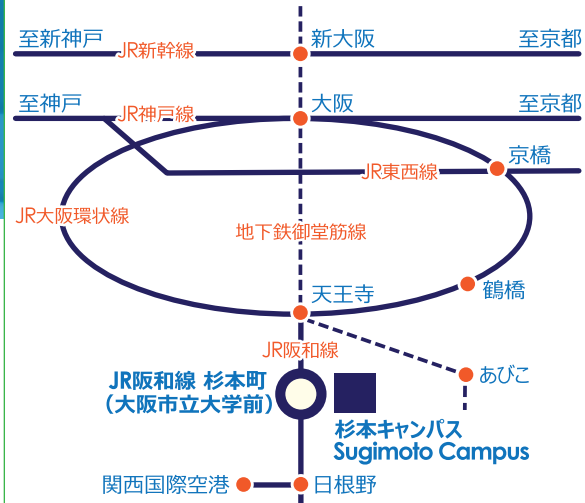 至新神戸
JR新幹線
新大阪
至京都
至神戸
JR神戸線
大阪
至京都
京橋
JR東西線
JR大阪環状線
地下鉄御堂筋線
天王寺
鶴橋
JR阪和線
あびこ
JR阪和線 杉本町
(大阪市立大学前)
杉本キャンパス
Sugimoto Campus
関西国際空港
日根野